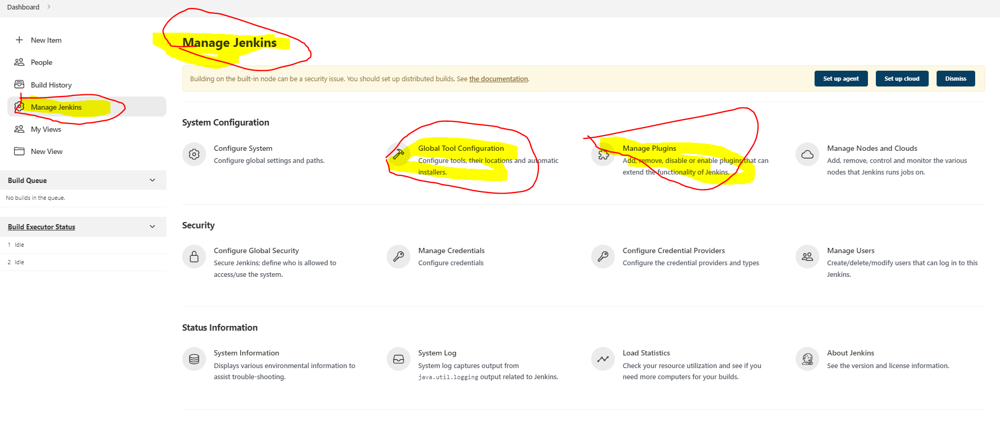 Dashboard
New Item
People
Build History
Manage Jenkins
My Views
New View
Build Queue
No builds in the queue.
Build Executor Status
1 Idle
2 Idle
Manage Jenkins
Building on the built-in node can be a security issue. You should set up distributed builds. See the documentation.
Set up agent
Set up cloud
Dismiss
System Configuration
Configure System
Configure global settings and paths.
Global Tool Configuration
Configure tools, their locations and automatic
installers.
Manage Plugins
Add, remove, disable or enable plugins that can
extend the functionality of Jenkins.
Manage Nodes and Clouds
Add, remove, control and monitor the various
nodes that Jenkins runs jobs on.
Security
Configure Global Security
Secure Jenkins; define who is allowed to
access/use the system.
Manage Credentials
Configure credentials
Configure Credential Providers
Configure the credential providers and types
Manage Users
Create/delete/modify users that can log in to this
Jenkins.
Status Information
System Information
Displays various environmental information to
assist trouble-shooting.
System Log
System log captures output from
java.util.logging output related to Jenkins.
Load Statistics
Check your resource utilization and see if you
need more computers for your builds.
About Jenkins
See the version and license information.